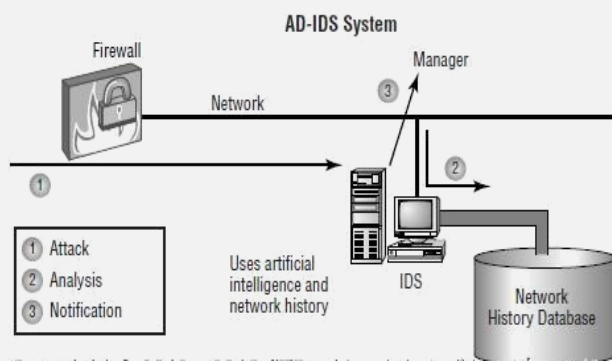 AD-IDS System
Firewall
Manager
3
Network
2
1
1 Attack
2 Analysis
3 Notification
Uses artificial
intelligence and
network history
IDS
Network
History Database